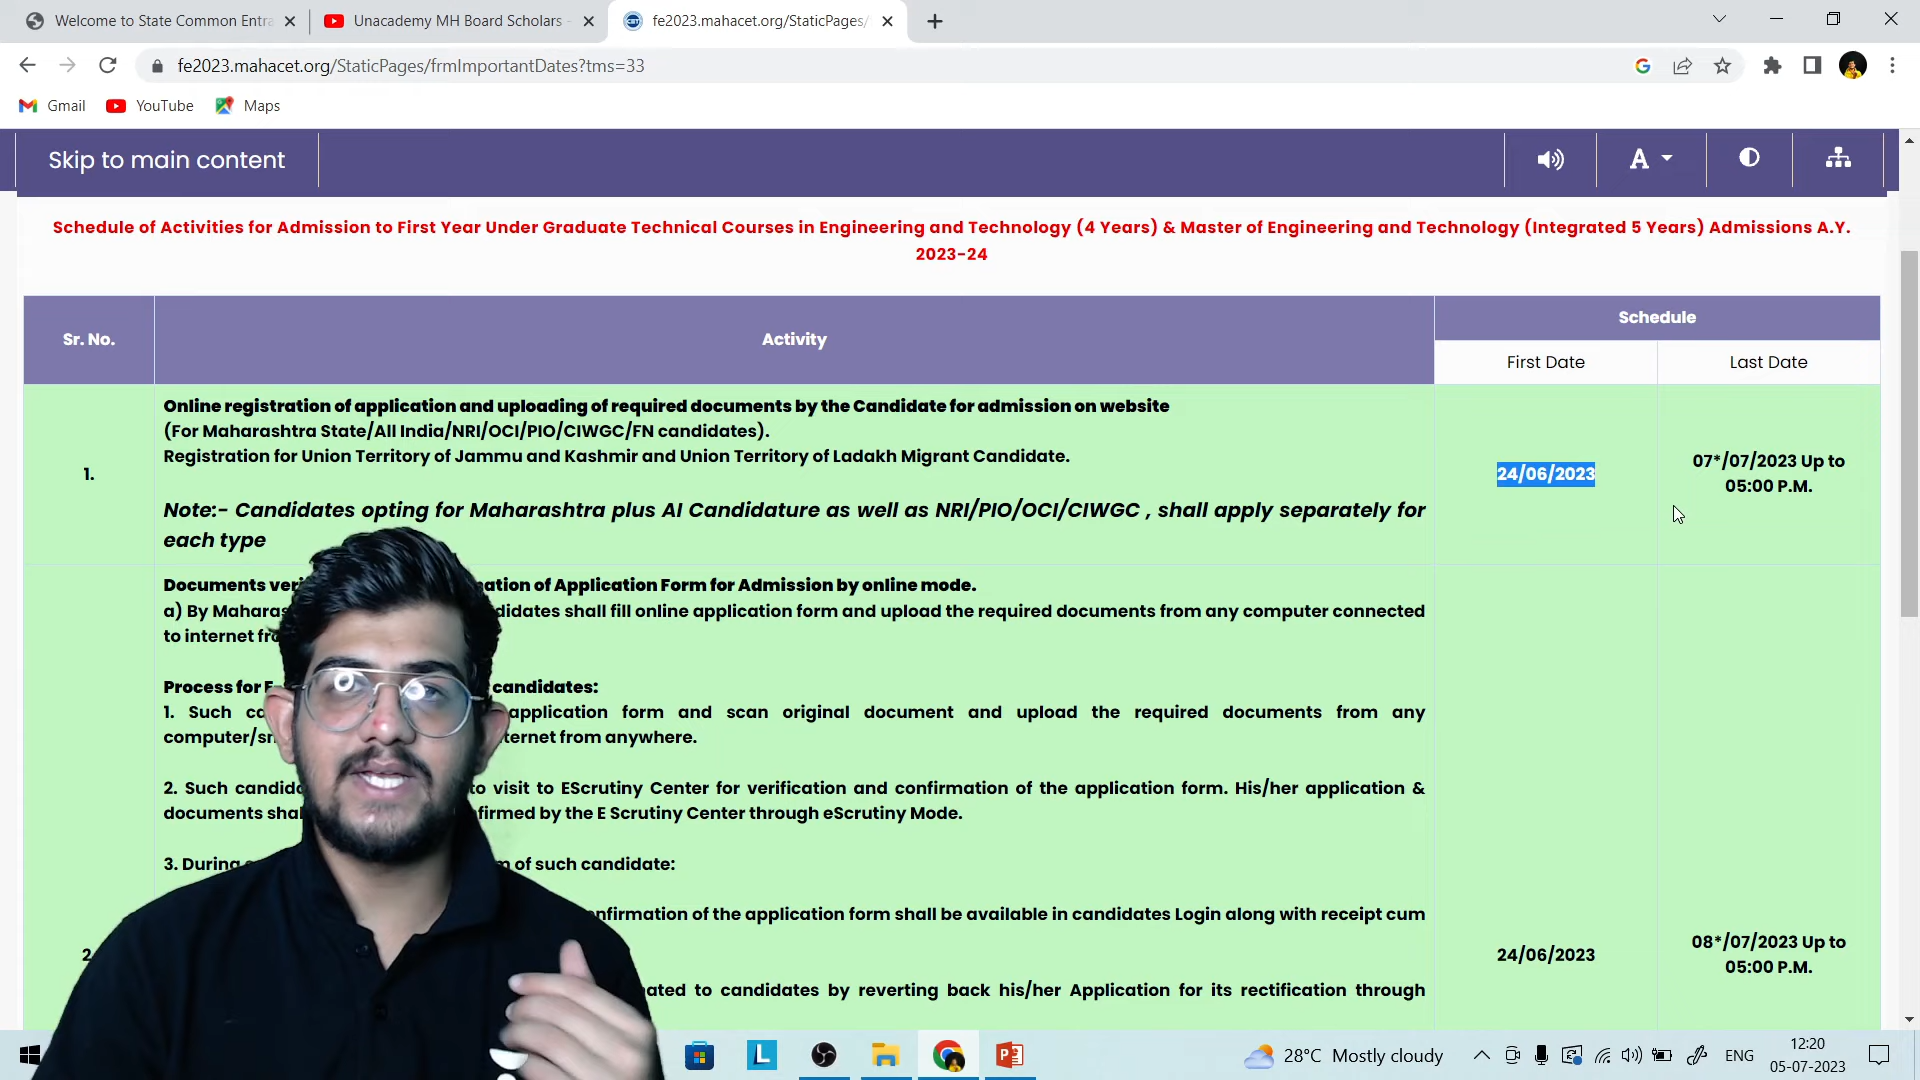 Welcome to State Common Entra
Unacademy MH Board Scholars -
fe2023.mahacet.org/StaticPages/
fe2023.mahacet.org/StaticPages/frmImportantDates?tms=33
Gmail
YouTube
Maps
Skip to main content
A
Schedule of Activities for Admission to First Year Under Graduate Technical Courses in Engineering and Technology (4 Years) & Master of Engineering and Technology (Integrated 5 Years) Admissions A.Y.
2023-24
Sr. No.
Activity
Schedule
First Date
Last Date
1.
Online registration of application and uploading of required documents by the Candidate for admission on website
(For Maharashtra State/All India/NRI/OCI/PIO/CIWGC/FN candidates).
Registration for Union Territory of Jammu and Kashmir and Union Territory of Ladakh Migrant Candidate.
Note:- Candidates opting for Maharashtra plus AI Candidature as well as NRI/PIO/OCI/CIWGC , shall apply separately for
each type
24/06/2023
07*/07/2023 Up to
05:00 P.M.
2
Documents of Application Form for Admission by online mode.
a) By shall fill online application form and upload the required documents from any computer connected
to internet
Process for candidates:
1. Such application form and scan original document and upload the required documents from any
from anywhere.
2. Such to visit to EScrutiny Center for verification and confirmation of the application form. His/her application &
documents by the E Scrutiny Center through eScrutiny Mode.
3. During of such candidate:
of the application form shall be available in candidates Login along with receipt cum
to candidates by reverting back his/her Application for its rectification through
24/06/2023
08*/07/2023 Up to
05:00 P.M.
28°C Mostly cloudy
ENG
12:20
05-07-2023